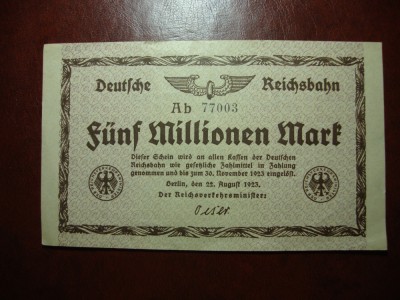 Deutsche Reichsbahn
Ab 77003
Fünf Millionen Mark
Dieser Schein wird an allen Kassen der Deutschen
Reichsbahn wie gesetzliche Zahlmittel in Zahlung
genommen und bis zum 30. November 1923 eingelöst.
Berlin, den 22. August 1923.
Der Reichsverkehrsminister:
Oeser